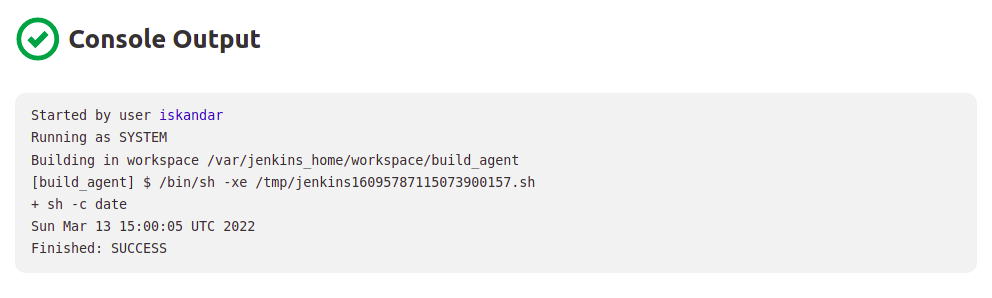 Console Output
Started by user iskandar
Running as SYSTEM
Building in workspace /var/jenkins_home/workspace/build_agent
[build_agent] $ /bin/sh -xe /tmp/jenkins16095787115073900157.sh
+ sh -c date
Sun Mar 13 15:00:05 UTC 2022
Finished: SUCCESS